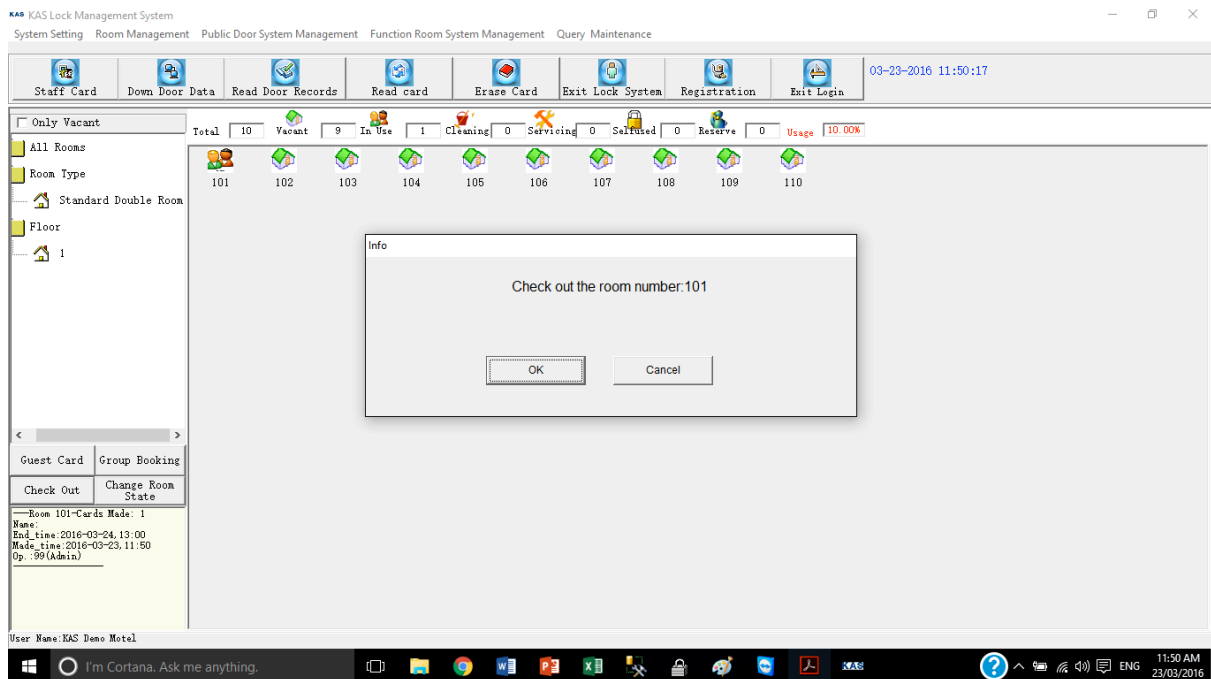 KAS KAS Lock Management System
System Setting Room Management Public Door System Management Function Room System Management Query Maintenance
Staff Card Down Door Data Read Door Records Read card Erase Card Exit Lock System Registration Exit Login 03-23-2016 11:50:17
Only Vacant
Total 10 Vacant 9 In Use 1 Cleaning 0 Servicing 0 Selfused 0 Reserve 0 Usage 10.00%
All Rooms
Room Type
Standard Double Room
Floor
1
101 102 103 104 105 106 107 108 109 110
Info
Check out the room number:101
OK Cancel
Guest Card Group Booking
Check Out Change Room State
Room 101-Cards Made: 1
Name:
End_time:2016-03-24,13:00
Made_time:2016-03-23,11:50
Op.:99(Admin)
User Name:KAS Demo Motel
I'm Cortana. Ask me anything.
KAS
ENG
11:50 AM
23/03/2016